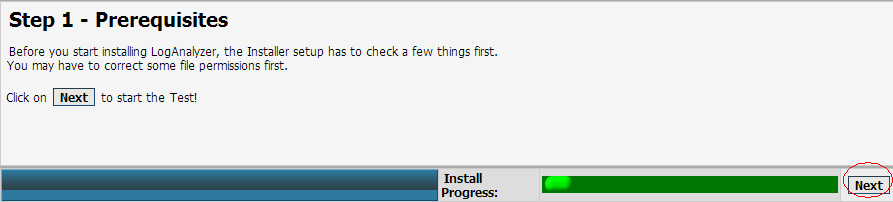 Step 1 - Prerequisites
Before you start installing LogAnalyzer, the Installer setup has to check a few things first.
You may have to correct some file permissions first.
Click on Next to start the Test!
Install
Progress:
Next